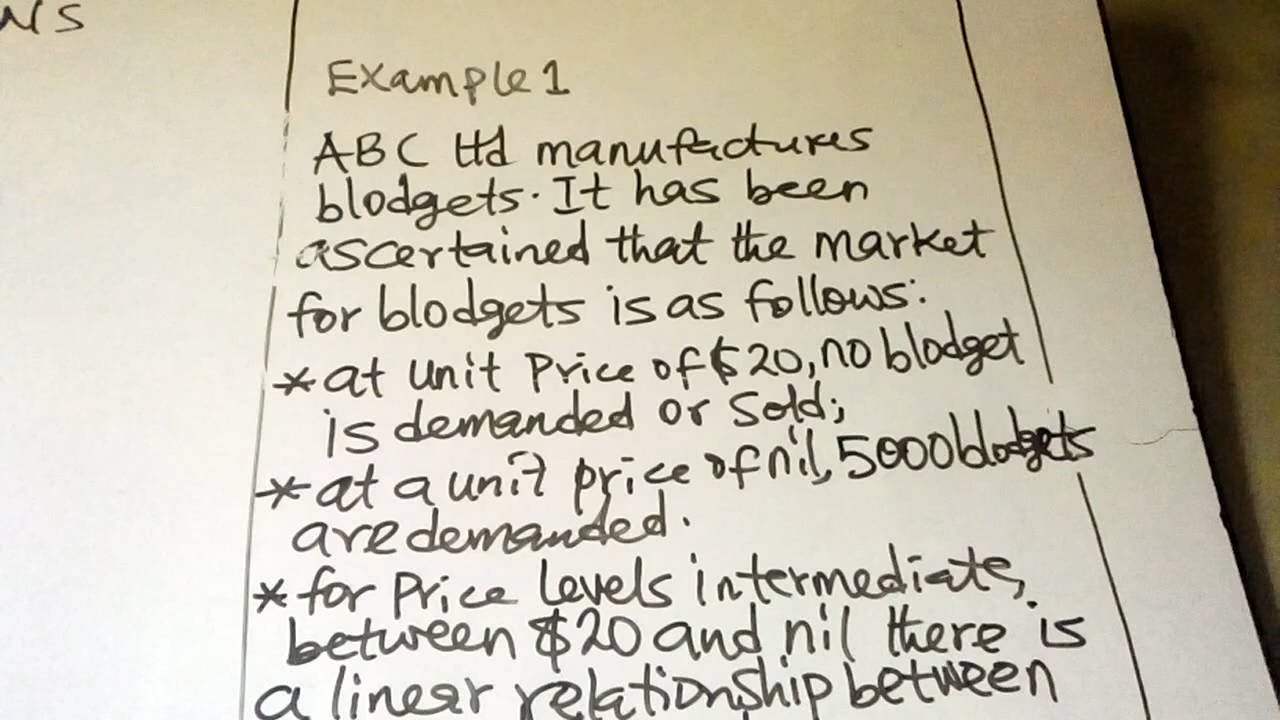 NS
Example 1
ABC Ltd manufactures
blodgets. It has been
ascertained that the market
for blodgets is as follows:
* at unit Price of $20, no blodget
is demanded or sold;
* at a unit price of nil, 5000 blodgets
are demanded.
* for Price levels intermediate,
between $20 and nil there is
a linear relationship between